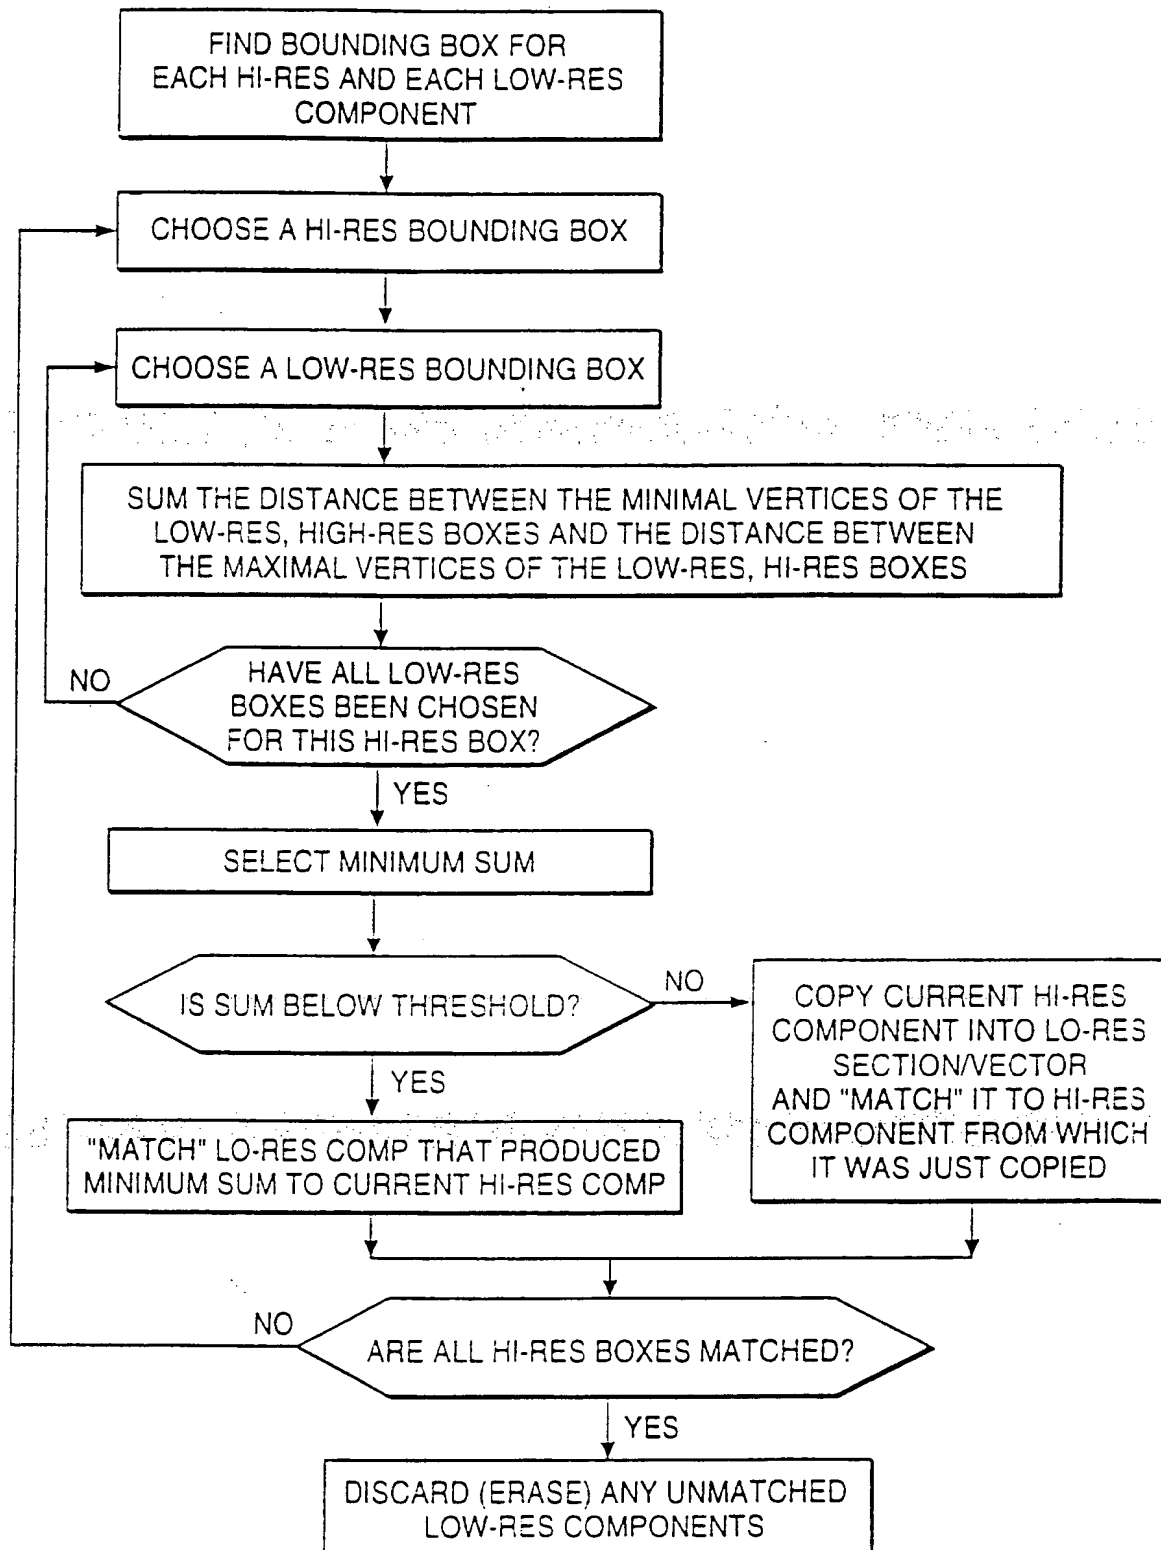 FIND BOUNDING BOX FOR
EACH HI-RES AND EACH LOW-RES
COMPONENT
CHOOSE A HI-RES BOUNDING BOX
CHOOSE A LOW-RES BOUNDING BOX
SUM THE DISTANCE BETWEEN THE MINIMAL VERTICES OF THE
LOW-RES, HIGH-RES BOXES AND THE DISTANCE BETWEEN
THE MAXIMAL VERTICES OF THE LOW-RES, HI-RES BOXES
NO
HAVE ALL LOW-RES
BOXES BEEN CHOSEN
FOR THIS HI-RES BOX?
YES
SELECT MINIMUM SUM
IS SUM BELOW THRESHOLD?
NO
YES
COPY CURRENT HI-RES
COMPONENT INTO LO-RES
SECTION/VECTOR
AND "MATCH" IT TO HI-RES
COMPONENT FROM WHICH
IT WAS JUST COPIED
"MATCH" LO-RES COMP THAT PRODUCED
MINIMUM SUM TO CURRENT HI-RES COMP
NO
ARE ALL HI-RES BOXES MATCHED?
YES
DISCARD (ERASE) ANY UNMATCHED
LOW-RES COMPONENTS